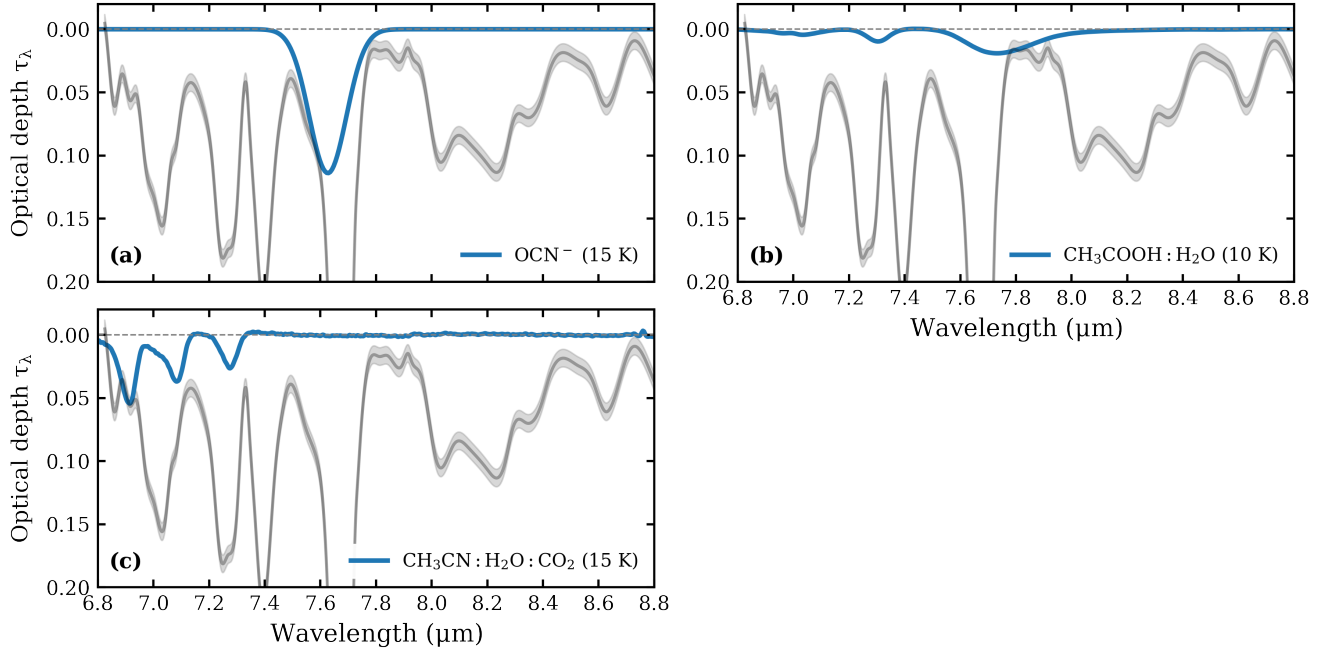 0.00
0.05
0.10
0.15
0.20
Optical depth τλ
(a)
OCN⁻ (15 K)
0.00
0.05
0.10
0.15
0.20
(b)
CH₃COOH : H₂O (10 K)
6.8 7.0 7.2 7.4 7.6 7.8 8.0 8.2 8.4 8.6 8.8
Wavelength (μm)
0.00
0.05
0.10
0.15
0.20
Optical depth τλ
(c)
CH₃CN : H₂O : CO₂ (15 K)
6.8 7.0 7.2 7.4 7.6 7.8 8.0 8.2 8.4 8.6 8.8
Wavelength (μm)